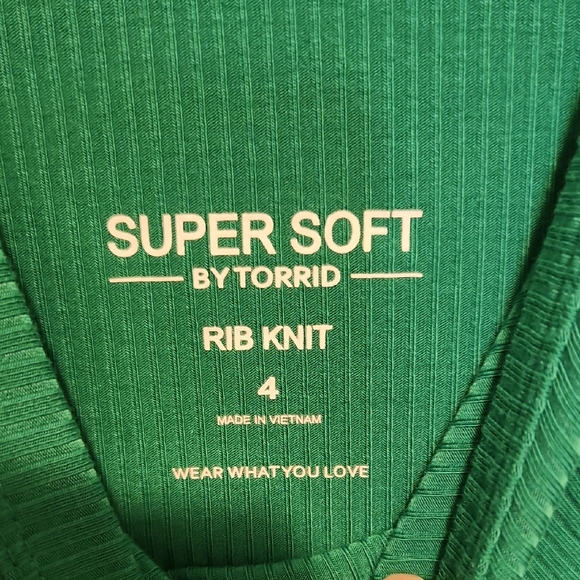 SUPER SOFT
BY TORRID
RIB KNIT
4
MADE IN VIETNAM
WEAR WHAT YOU LOVE